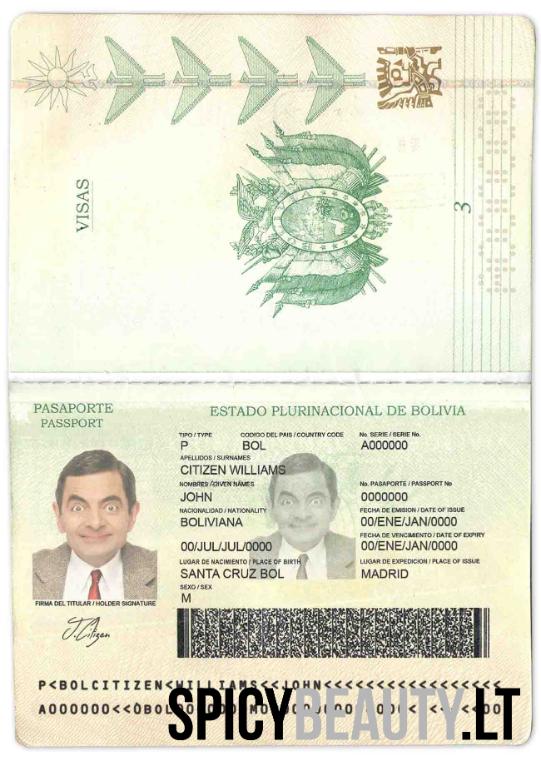 VISAS
3
PASAPORTE
PASSPORT
ESTADO PLURINACIONAL DE BOLIVIA
TIPO / TYPE CODIGO DEL PAIS / COUNTRY CODE No. SERIE / SERIE No.
P BOL A000000
APELLIDOS / SURNAMES
CITIZEN WILLIAMS
NOMBRES / GIVEN NAMES No. PASAPORTE / PASSPORT No
JOHN 0000000
NACIONALIDAD / NATIONALITY FECHA DE EMISION / DATE OF ISSUE
BOLIVIANA 00/ENE/JAN/0000
FECHA DE VENCIMIENTO / DATE OF EXPIRY
00/JUL/JUL/0000 00/ENE/JAN/0000
LUGAR DE NACIMIENTO / PLACE OF BIRTH LUGAR DE EXPEDICION / PLACE OF ISSUE
SANTA CRUZ BOL MADRID
SEXO / SEX
M
FIRMA DEL TITULAR / HOLDER SIGNATURE
J. Citizen
P<BOLCITIZEN<WILLIAMS<<JOHN<<<<<<<<<<<<<<<<<
A000000<<0BOL
SPICYBEAUTY.LT